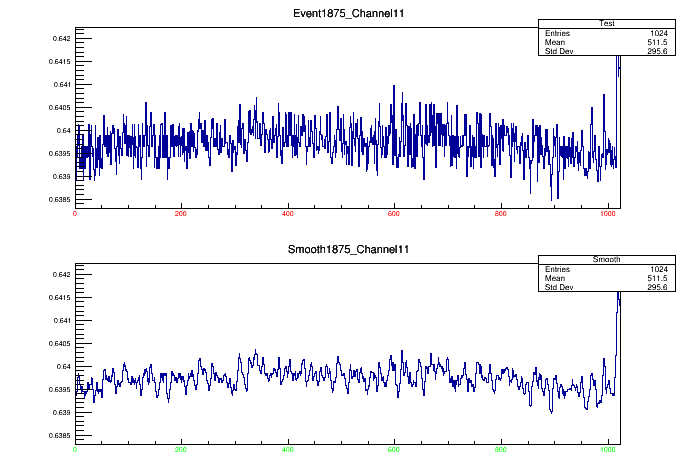 Event1875_Channel11
Test
Entries 1024
Mean 511.5
Std Dev 295.6
0.642
0.6415
0.641
0.6405
0.64
0.6395
0.639
0.6385
0 200 400 600 800 1000
Smooth1875_Channel11
Smooth
Entries 1024
Mean 511.5
Std Dev 295.6
0.642
0.6415
0.641
0.6405
0.64
0.6395
0.639
0.6385
0 200 400 600 800 1000